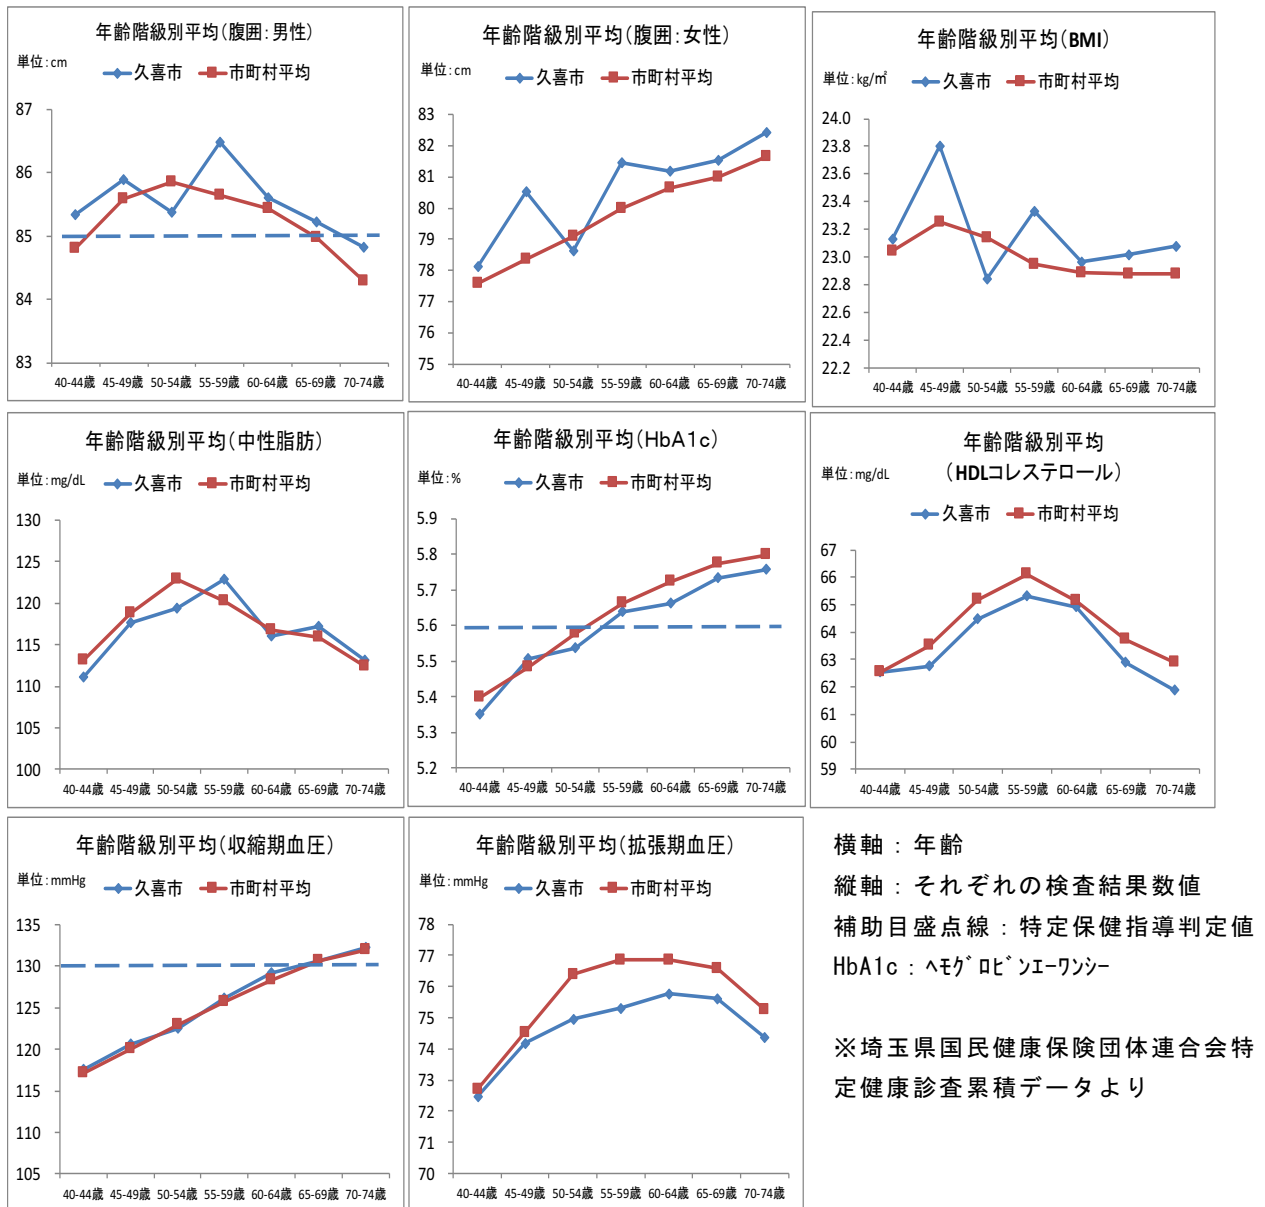 年齢階級別平均(腹囲:男性)
単位:cm
久喜市 市町村平均
87
86
85
84
83
40-44歳 45-49歳 50-54歳 55-59歳 60-64歳 65-69歳 70-74歳
年齢階級別平均(腹囲:女性)
単位:cm
久喜市 市町村平均
83
82
81
80
79
78
77
76
75
40-44歳 45-49歳 50-54歳 55-59歳 60-64歳 65-69歳 70-74歳
年齢階級別平均(BMI)
単位:kg/㎡
久喜市 市町村平均
24.0
23.8
23.6
23.4
23.2
23.0
22.8
22.6
22.4
22.2
40-44歳 45-49歳 50-54歳 55-59歳 60-64歳 65-69歳 70-74歳
年齢階級別平均(中性脂肪)
単位:mg/dL
久喜市 市町村平均
130
125
120
115
110
105
100
40-44歳 45-49歳 50-54歳 55-59歳 60-64歳 65-69歳 70-74歳
年齢階級別平均(HbA1c)
単位:%
久喜市 市町村平均
5.9
5.8
5.7
5.6
5.5
5.4
5.3
5.2
40-44歳 45-49歳 50-54歳 55-59歳 60-64歳 65-69歳 70-74歳
年齢階級別平均
(HDLコレステロール)
単位:mg/dL
久喜市 市町村平均
67
66
65
64
63
62
61
60
59
40-44歳 45-49歳 50-54歳 55-59歳 60-64歳 65-69歳 70-74歳
年齢階級別平均(収縮期血圧)
単位:mmHg
久喜市 市町村平均
135
130
125
120
115
110
105
40-44歳 45-49歳 50-54歳 55-59歳 60-64歳 65-69歳 70-74歳
年齢階級別平均(拡張期血圧)
単位:mmHg
久喜市 市町村平均
78
77
76
75
74
73
72
71
70
40-44歳 45-49歳 50-54歳 55-59歳 60-64歳 65-69歳 70-74歳
横軸:年齢
縦軸:それぞれの検査結果数値
補助目盛点線:特定保健指導判定値
HbA1c:ﾍﾓｸﾞﾛﾋﾞﾝｴｰﾜﾝｼｰ
※埼玉県国民健康保険団体連合会特
定健康診査累積データより